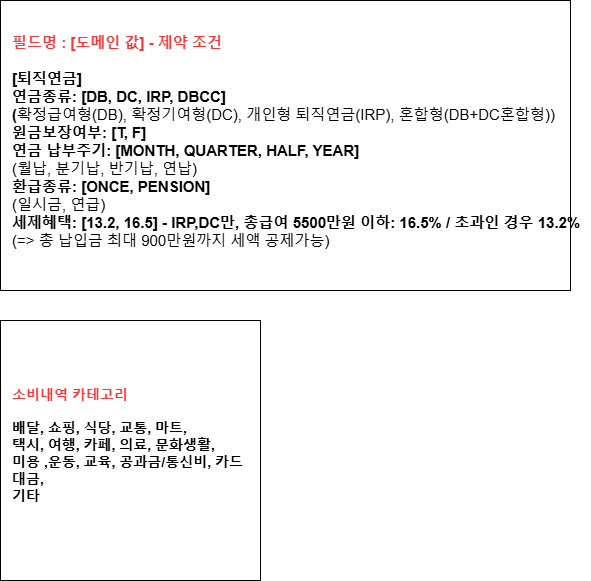 필드명 : [도메인 값] - 제약 조건
[퇴직연금]
연금종류: [DB, DC, IRP, DBCC]
(확정급여형(DB), 확정기여형(DC), 개인형 퇴직연금(IRP), 혼합형(DB+DC혼합형))
원금보장여부: [T, F]
연금 납부주기: [MONTH, QUARTER, HALF, YEAR]
(월납, 분기납, 반기납, 연납)
환급종류: [ONCE, PENSION]
(일시금, 연급)
세제혜택: [13.2, 16.5] - IRP,DC만, 총급여 5500만원 이하: 16.5% / 초과인 경우 13.2%
(=> 총 납입금 최대 900만원까지 세액 공제가능)
소비내역 카테고리
배달, 쇼핑, 식당, 교통, 마트,
택시, 여행, 카페, 의료, 문화생활,
미용 ,운동, 교육, 공과금/통신비, 카드
대금,
기타